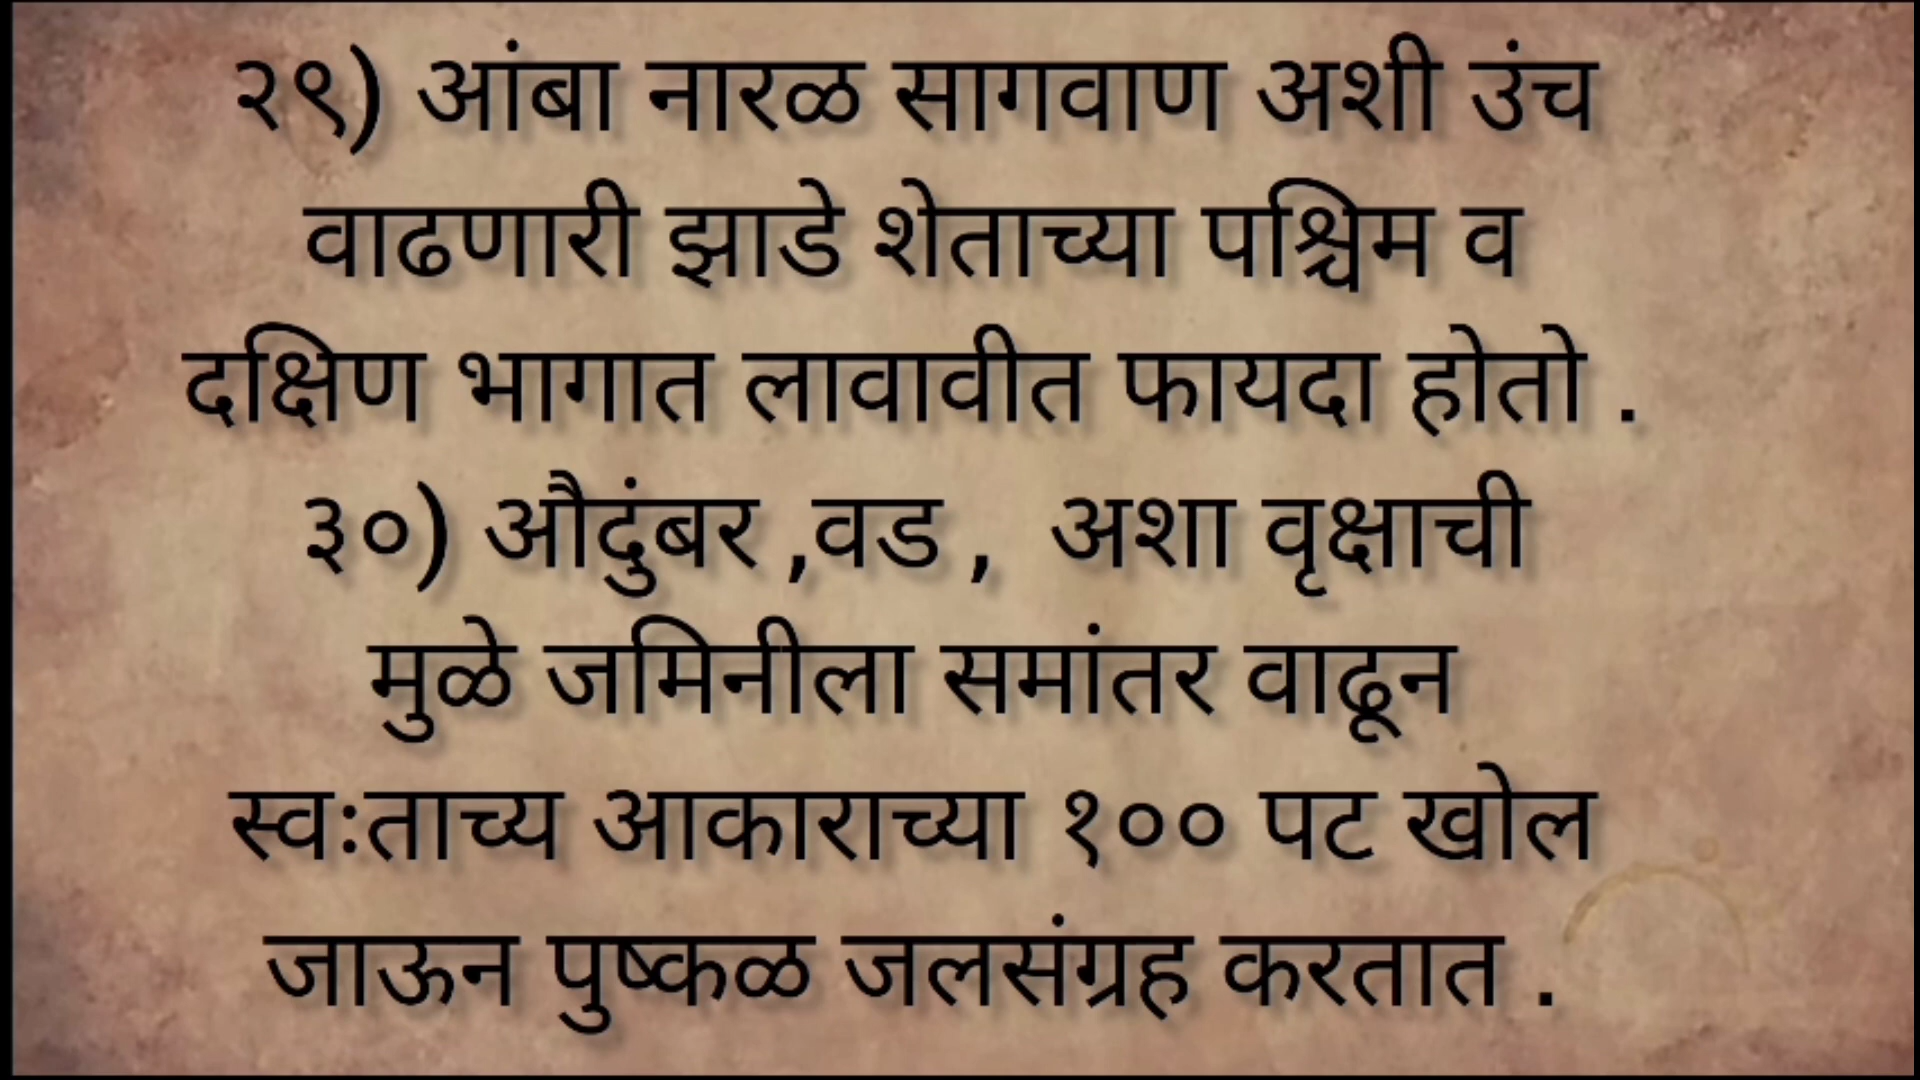 २९) आंबा नारळ सागवाण अशी उंच
वाढणारी झाडे शेताच्या पश्चिम व
दक्षिण भागात लावावीत फायदा होतो .
३०) औदुंबर ,वड , अशा वृक्षाची
मुळे जमिनीला समांतर वाढून
स्वःताच्य आकाराच्या १०० पट खोल
जाऊन पुष्कळ जलसंग्रह करतात .